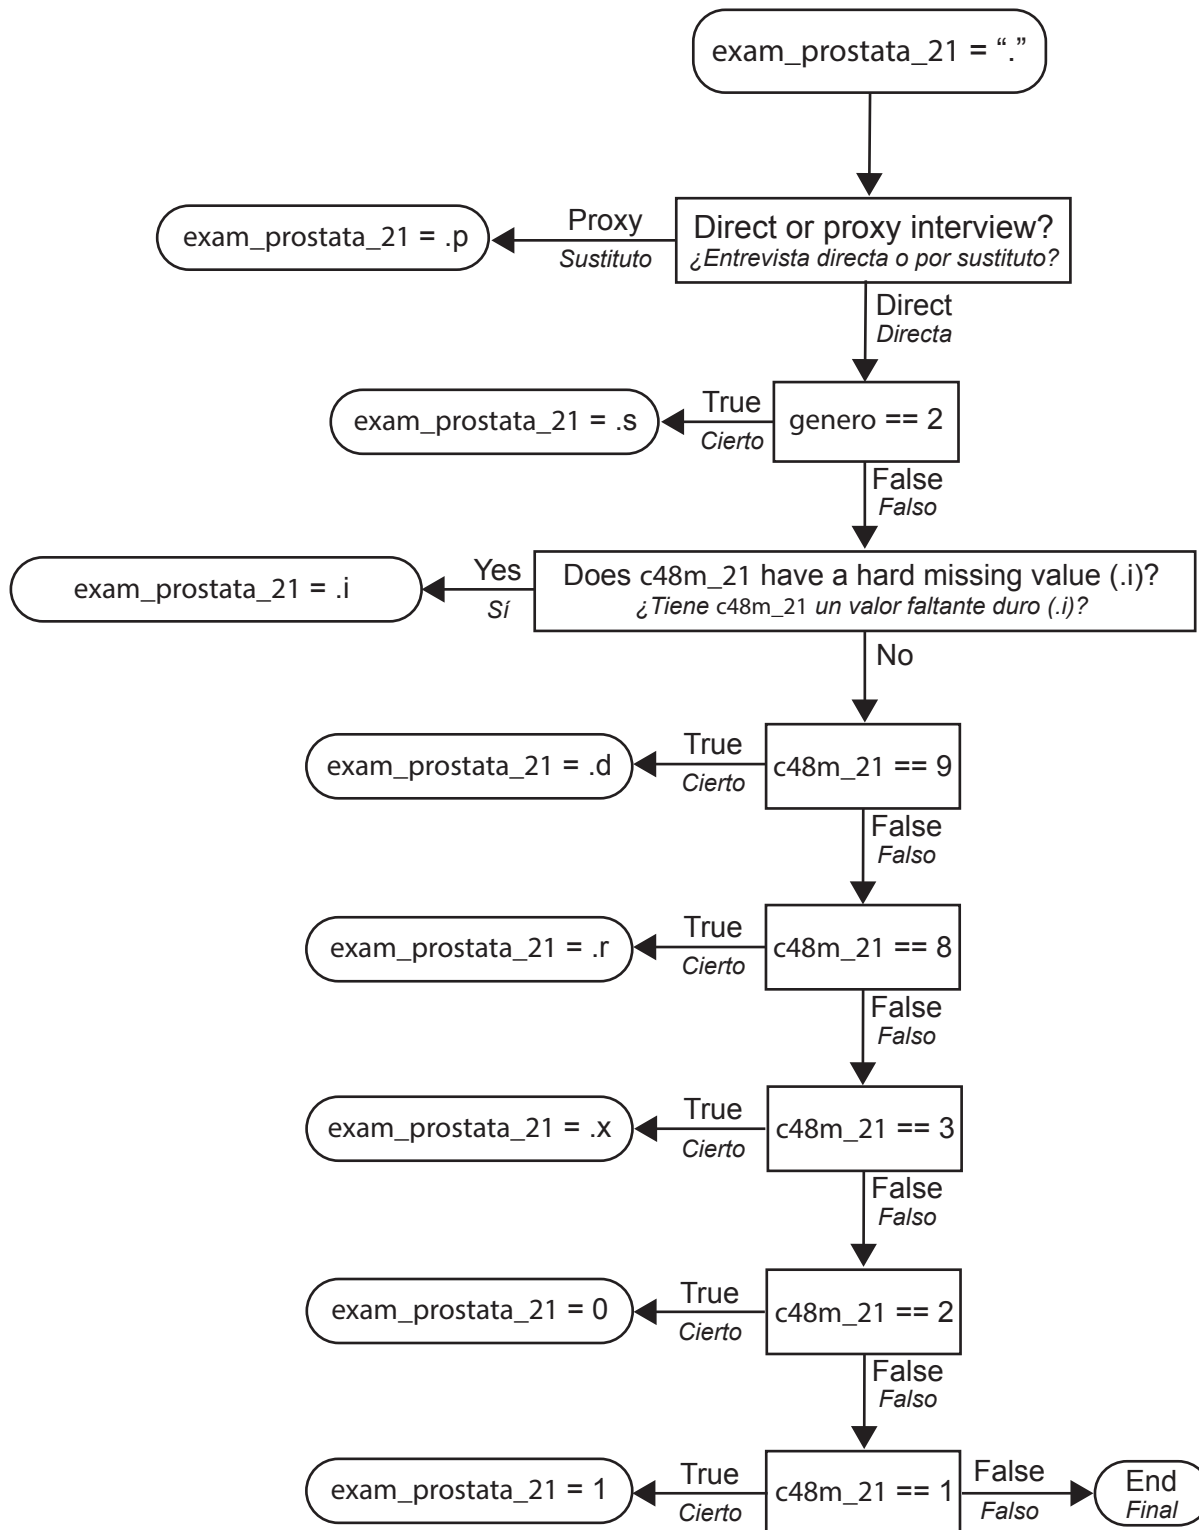 exam_prostata_21 = “.”
Proxy
Sustituto
exam_prostata_21 = .p
Direct or proxy interview?
¿Entrevista directa o por sustituto?
Direct
Directa
exam_prostata_21 = .s
True
Cierto
genero == 2
False
Falso
exam_prostata_21 = .i
Yes
Sí
Does c48m_21 have a hard missing value (.i)?
¿Tiene c48m_21 un valor faltante duro (.i)?
No
exam_prostata_21 = .d
True
Cierto
c48m_21 == 9
False
Falso
exam_prostata_21 = .r
True
Cierto
c48m_21 == 8
False
Falso
exam_prostata_21 = .x
True
Cierto
c48m_21 == 3
False
Falso
exam_prostata_21 = 0
True
Cierto
c48m_21 == 2
False
Falso
exam_prostata_21 = 1
True
Cierto
c48m_21 == 1
False
Falso
End
Final